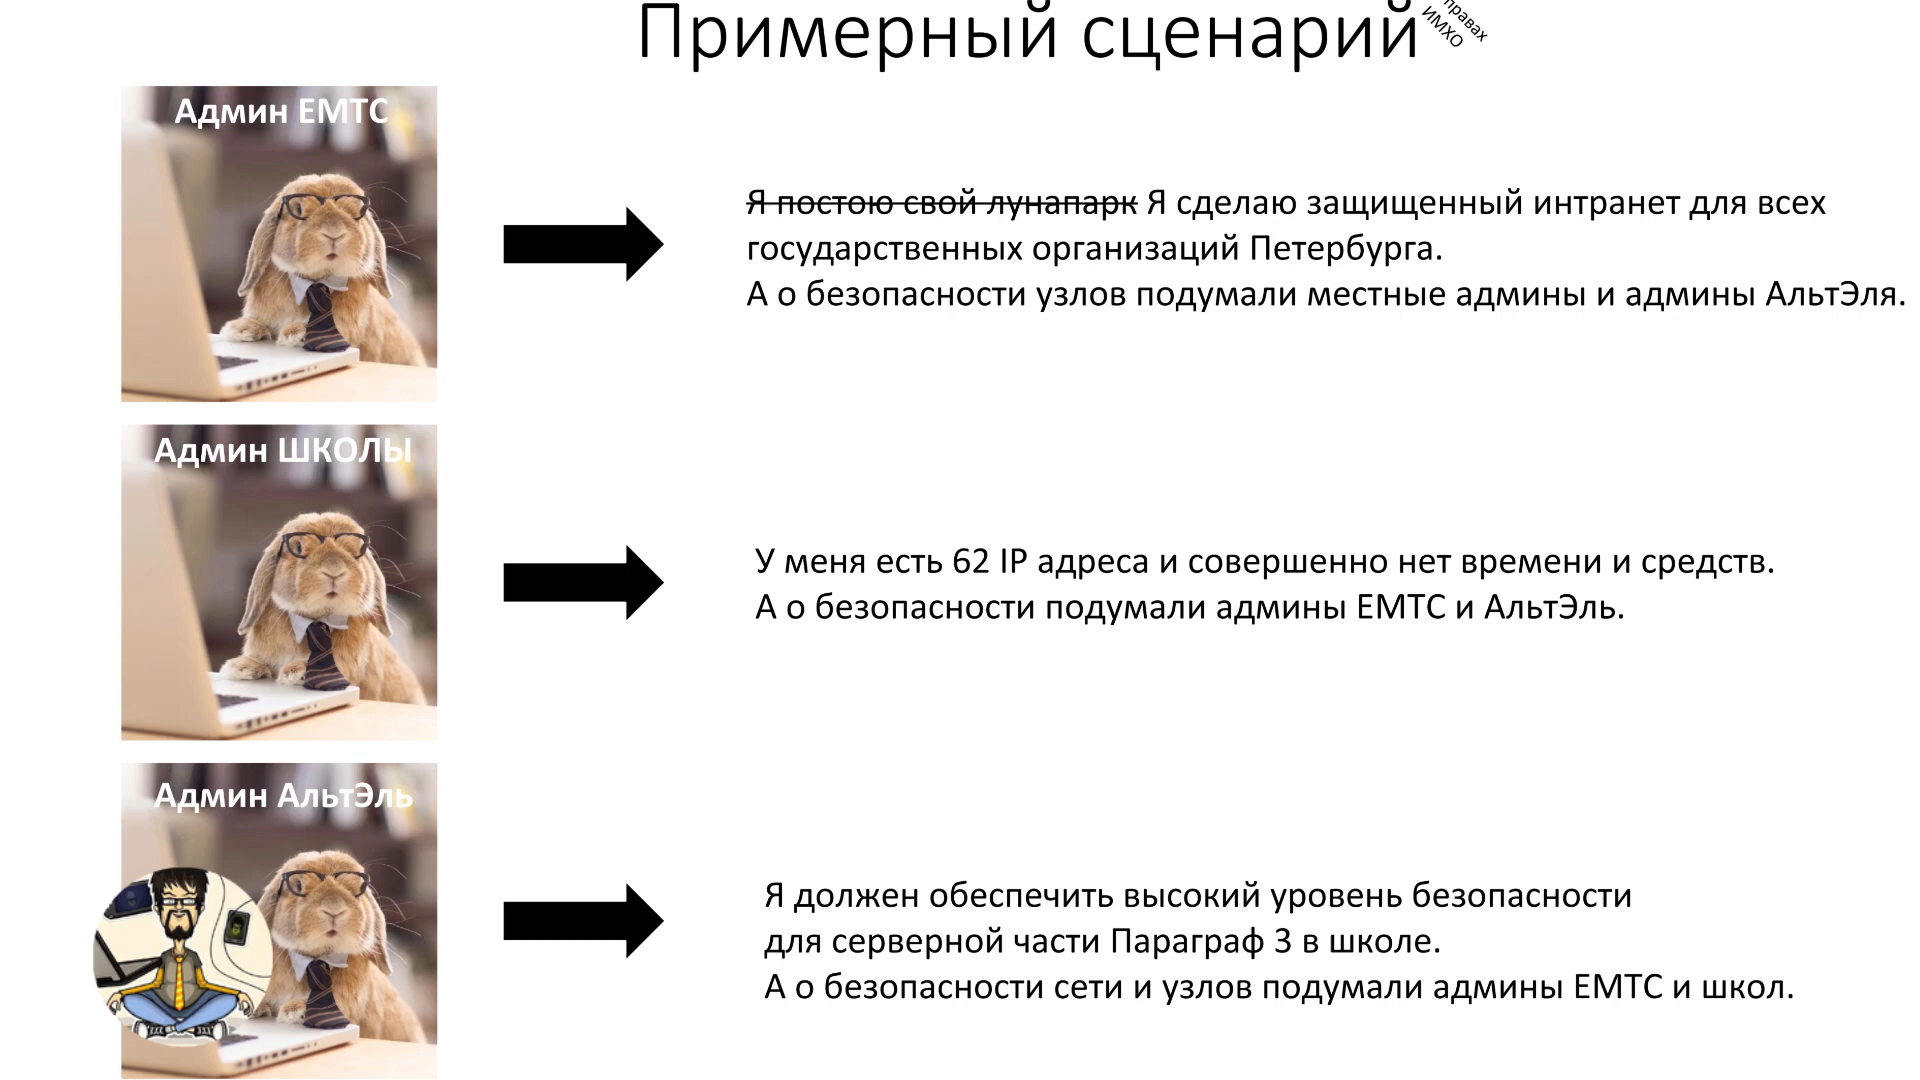 Примерный сценарий
правах
ИМХО
Админ ЕМТС
Я постою свой лунапарк Я сделаю защищенный интранет для всех
государственных организаций Петербурга.
А о безопасности узлов подумали местные админы и админы АльтЭля.
Админ ШКОЛЫ
У меня есть 62 IP адреса и совершенно нет времени и средств.
А о безопасности подумали админы ЕМТС и АльтЭль.
Админ АльтЭль
Я должен обеспечить высокий уровень безопасности
для серверной части Параграф 3 в школе.
А о безопасности сети и узлов подумали админы ЕМТС и школ.